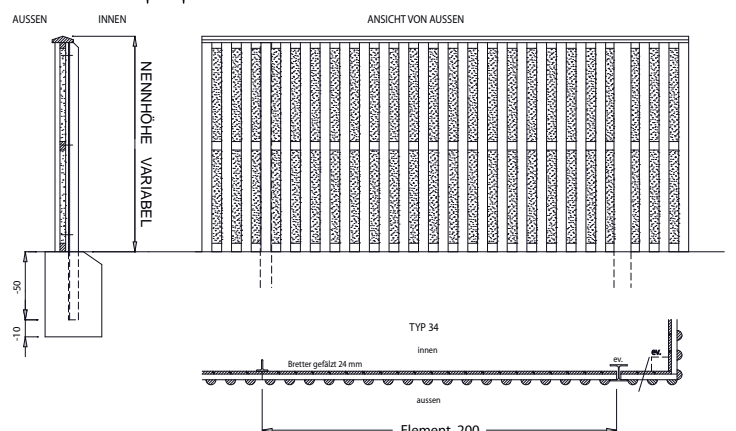 AUSSEN INNEN ANSICHT VON AUSSEN
NENNHÖHE VARIABEL
-50
-10
TYP 34
innen
Bretter gefälzt 24 mm
ev.
ev.
aussen
Element 200